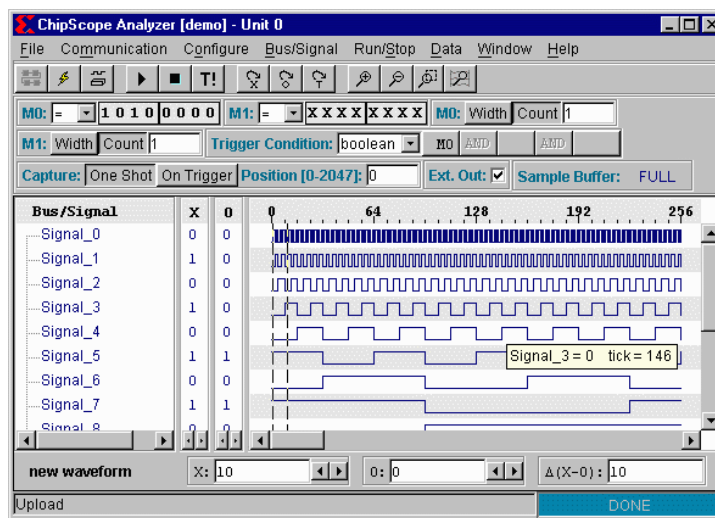 ChipScope Analyzer [demo] - Unit 0
File Communication Configure Bus/Signal Run/Stop Data Window Help
T! X O T
M0: = 1 0 1 0 0 0 0 0 M1: = X X X X X X X X M0: Width Count 1
M1: Width Count 1 Trigger Condition: boolean M0 AND AND
Capture: One Shot On Trigger Position [0-2047]: 0 Ext. Out: Sample Buffer: FULL
Bus/Signal X O 0 64 128 192 256
Signal_0 0 0
Signal_1 1 0
Signal_2 0 0
Signal_3 1 0
Signal_4 0 0
Signal_5 1 1 Signal_3 = 0 tick = 146
Signal_6 0 0
Signal_7 1 1
Signal_8 0 0
new waveform X: 10 O: 0 Δ(X-O): 10
Upload DONE